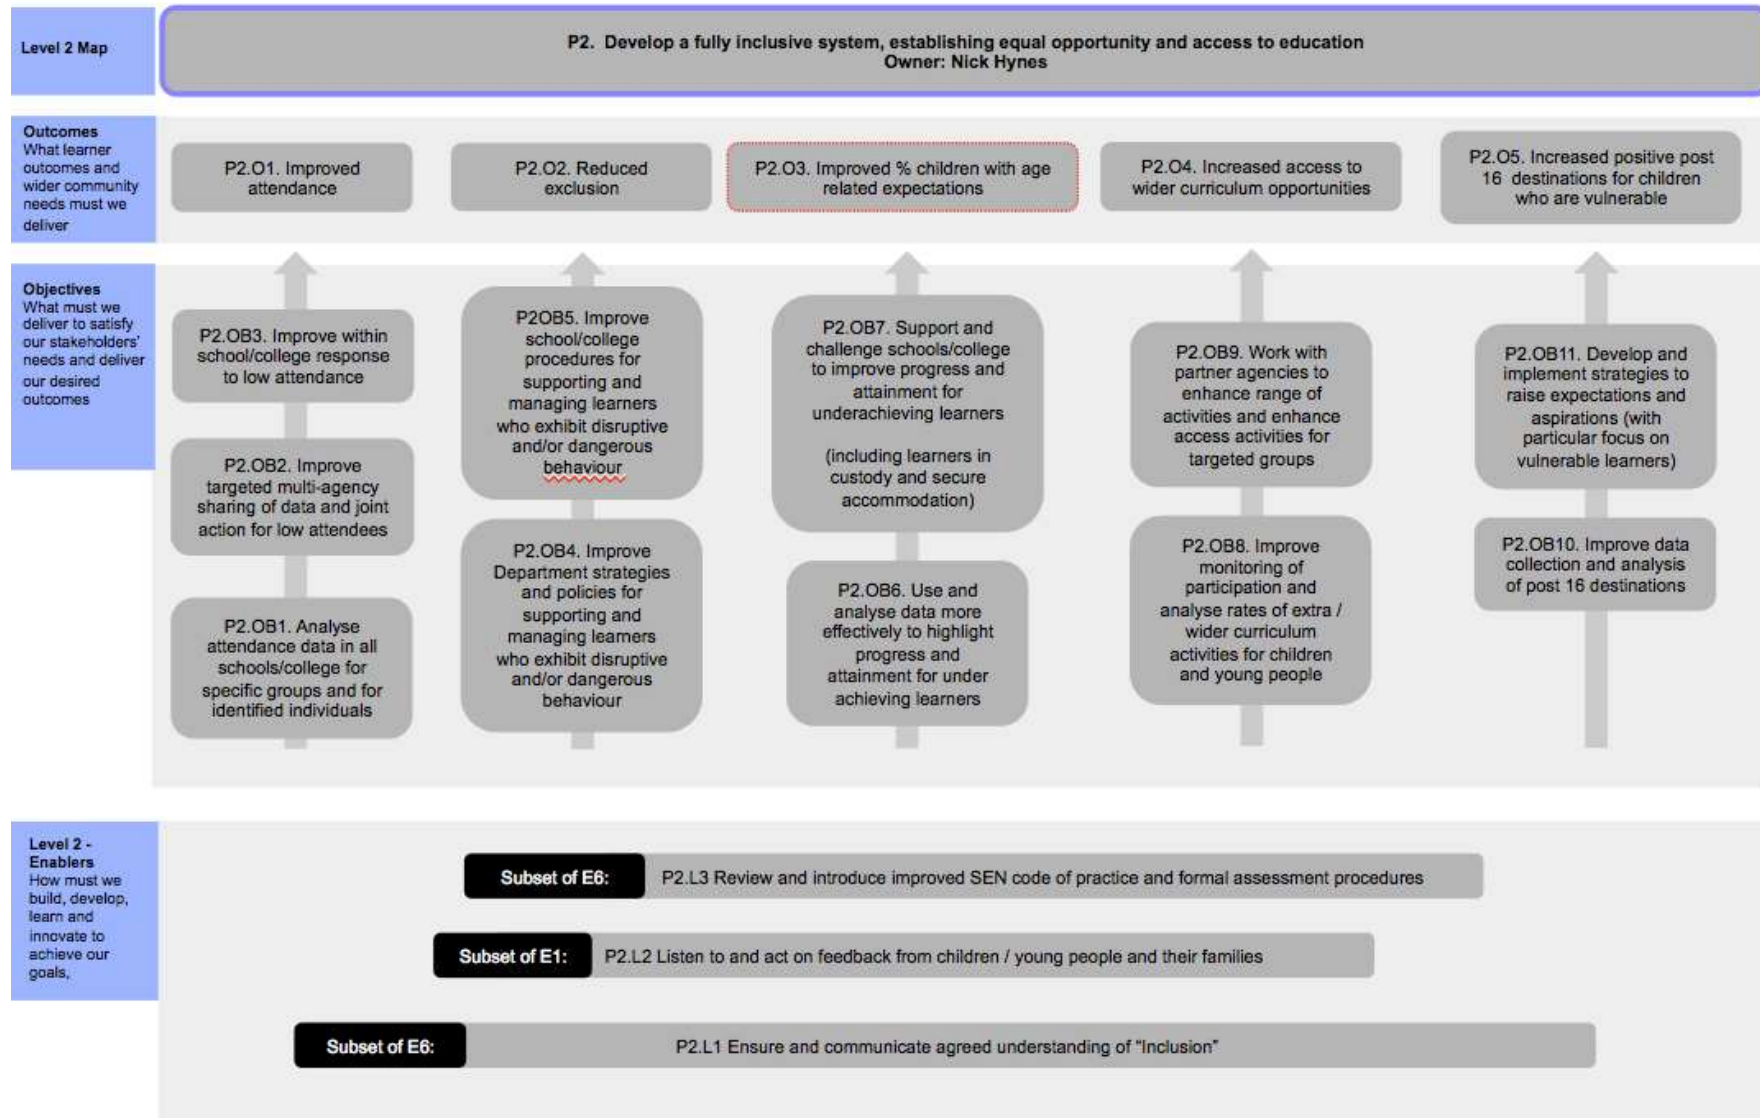 Level 2 Map
P2. Develop a fully inclusive system, establishing equal opportunity and access to education
Owner: Nick Hynes
Outcomes
What learner
outcomes and
wider community
needs must we
deliver
P2.O1. Improved
attendance
P2.O2. Reduced
exclusion
P2.O3. Improved % children with age
related expectations
P2.O4. Increased access to
wider curriculum opportunities
P2.O5. Increased positive post
16 destinations for children
who are vulnerable
Objectives
What must we
deliver to satisfy
our stakeholders'
needs and deliver
our desired
outcomes
P2.OB3. Improve within
school/college response
to low attendance
P2.OB2. Improve
targeted multi-agency
sharing of data and joint
action for low attendees
P2.OB1. Analyse
attendance data in all
schools/college for
specific groups and for
identified individuals
P2OB5. Improve
school/college
procedures for
supporting and
managing learners
who exhibit disruptive
and/or dangerous
behaviour
P2.OB4. Improve
Department strategies
and policies for
supporting and
managing learners
who exhibit disruptive
and/or dangerous
behaviour
P2.OB7. Support and
challenge schools/college
to improve progress and
attainment for
underachieving learners
(including learners in
custody and secure
accommodation)
P2.OB6. Use and
analyse data more
effectively to highlight
progress and
attainment for under
achieving learners
P2.OB9. Work with
partner agencies to
enhance range of
activities and enhance
access activities for
targeted groups
P2.OB8. Improve
monitoring of
participation and
analyse rates of extra /
wider curriculum
activities for children
and young people
P2.OB11. Develop and
implement strategies to
raise expectations and
aspirations (with
particular focus on
vulnerable learners)
P2.OB10. Improve data
collection and analysis
of post 16 destinations
Level 2 -
Enablers
How must we
build, develop,
learn and
innovate to
achieve our
goals,
Subset of E6:
P2.L3 Review and introduce improved SEN code of practice and formal assessment procedures
Subset of E1:
P2.L2 Listen to and act on feedback from children / young people and their families
Subset of E6:
P2.L1 Ensure and communicate agreed understanding of "Inclusion"